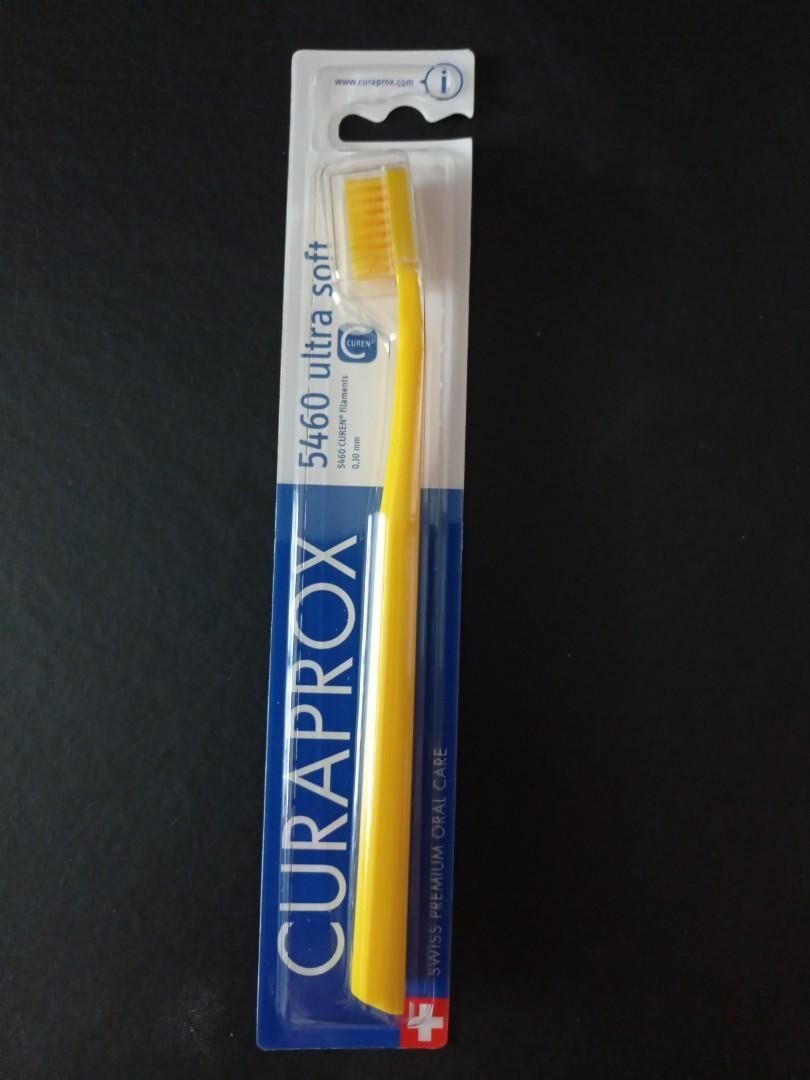 www.curaprox.com
i
5460 ultra soft
CUREN®
5460 CUREN® filaments
0.10 mm
CURAPROX
SWISS PREMIUM ORAL CARE